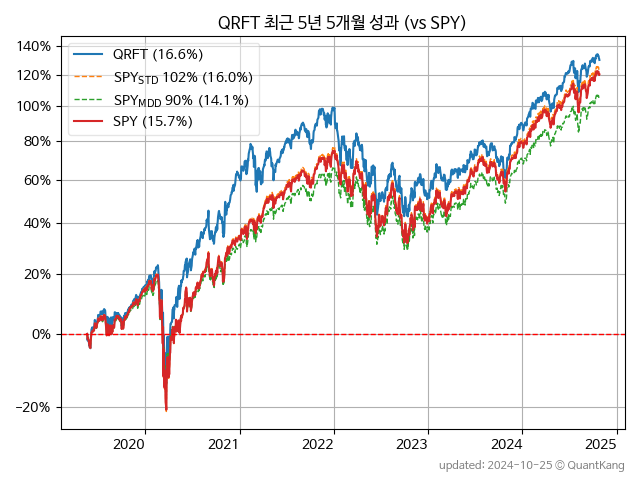 QRFT 최근 5년 5개월 성과 (vs SPY)
140%
120%
100%
80%
60%
40%
20%
0%
−20%
QRFT (16.6%)
SPY_STD 102% (16.0%)
SPY_MDD 90% (14.1%)
SPY (15.7%)
2020 2021 2022 2023 2024 2025
updated: 2024-10-25 © QuantKang